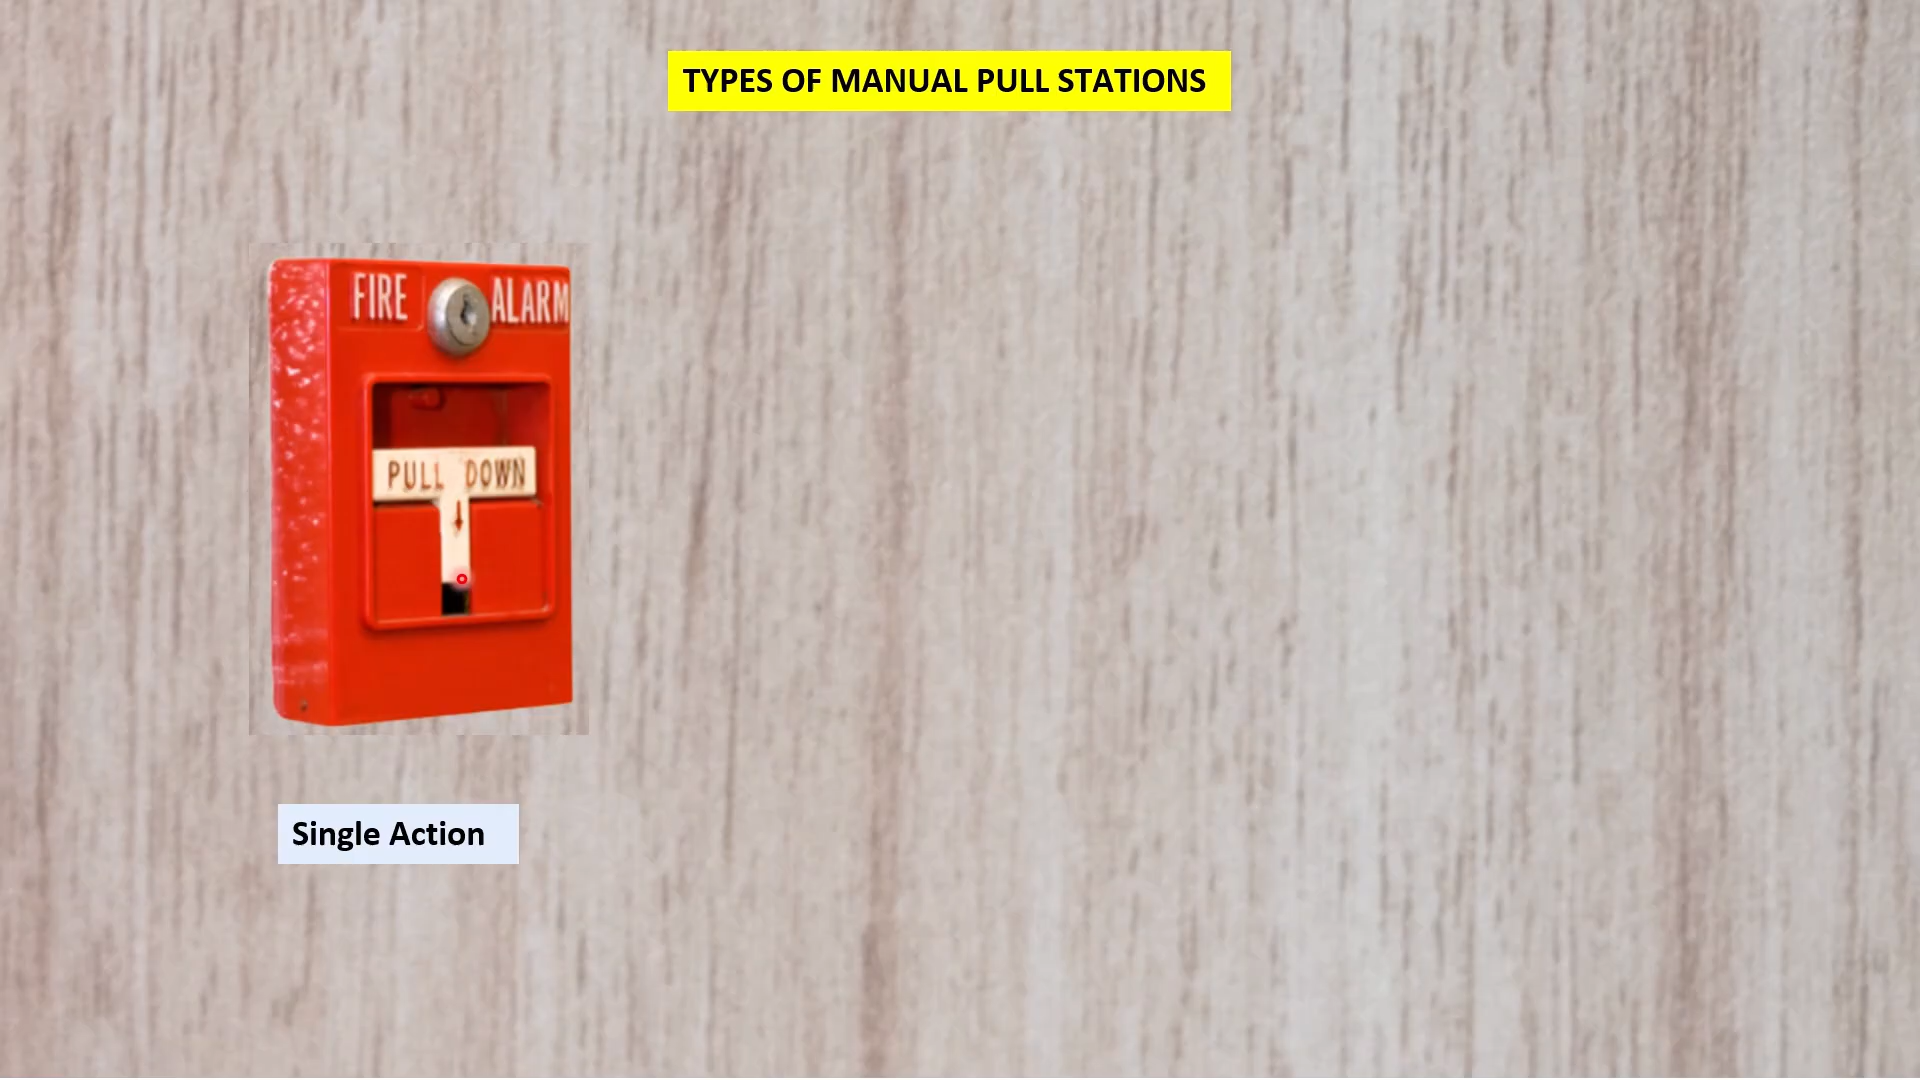 TYPES OF MANUAL PULL STATIONS
FIRE ALARM
PULL DOWN
Single Action